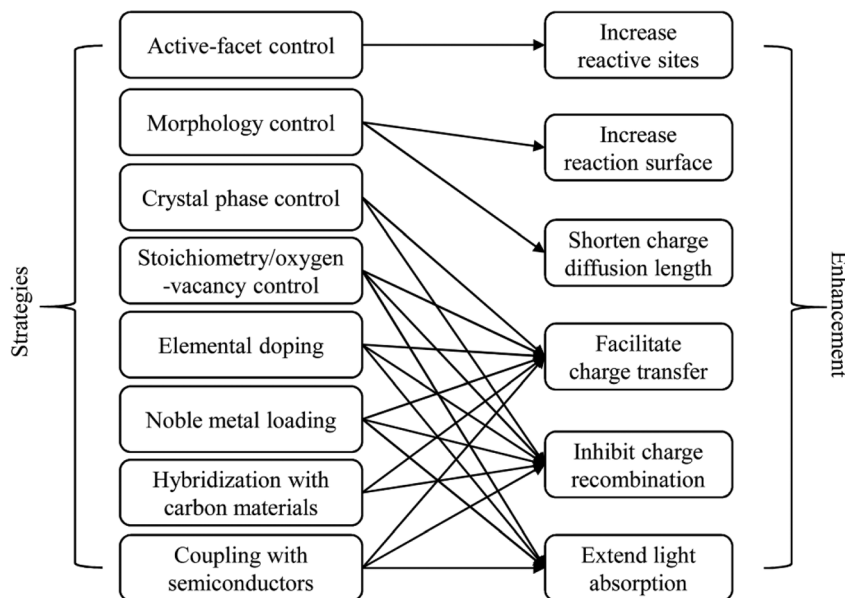 Strategies
Active-facet control
Morphology control
Crystal phase control
Stoichiometry/oxygen
-vacancy control
Elemental doping
Noble metal loading
Hybridization with
carbon materials
Coupling with
semiconductors
Increase
reactive sites
Increase
reaction surface
Shorten charge
diffusion length
Facilitate
charge transfer
Inhibit charge
recombination
Extend light
absorption
Enhancement